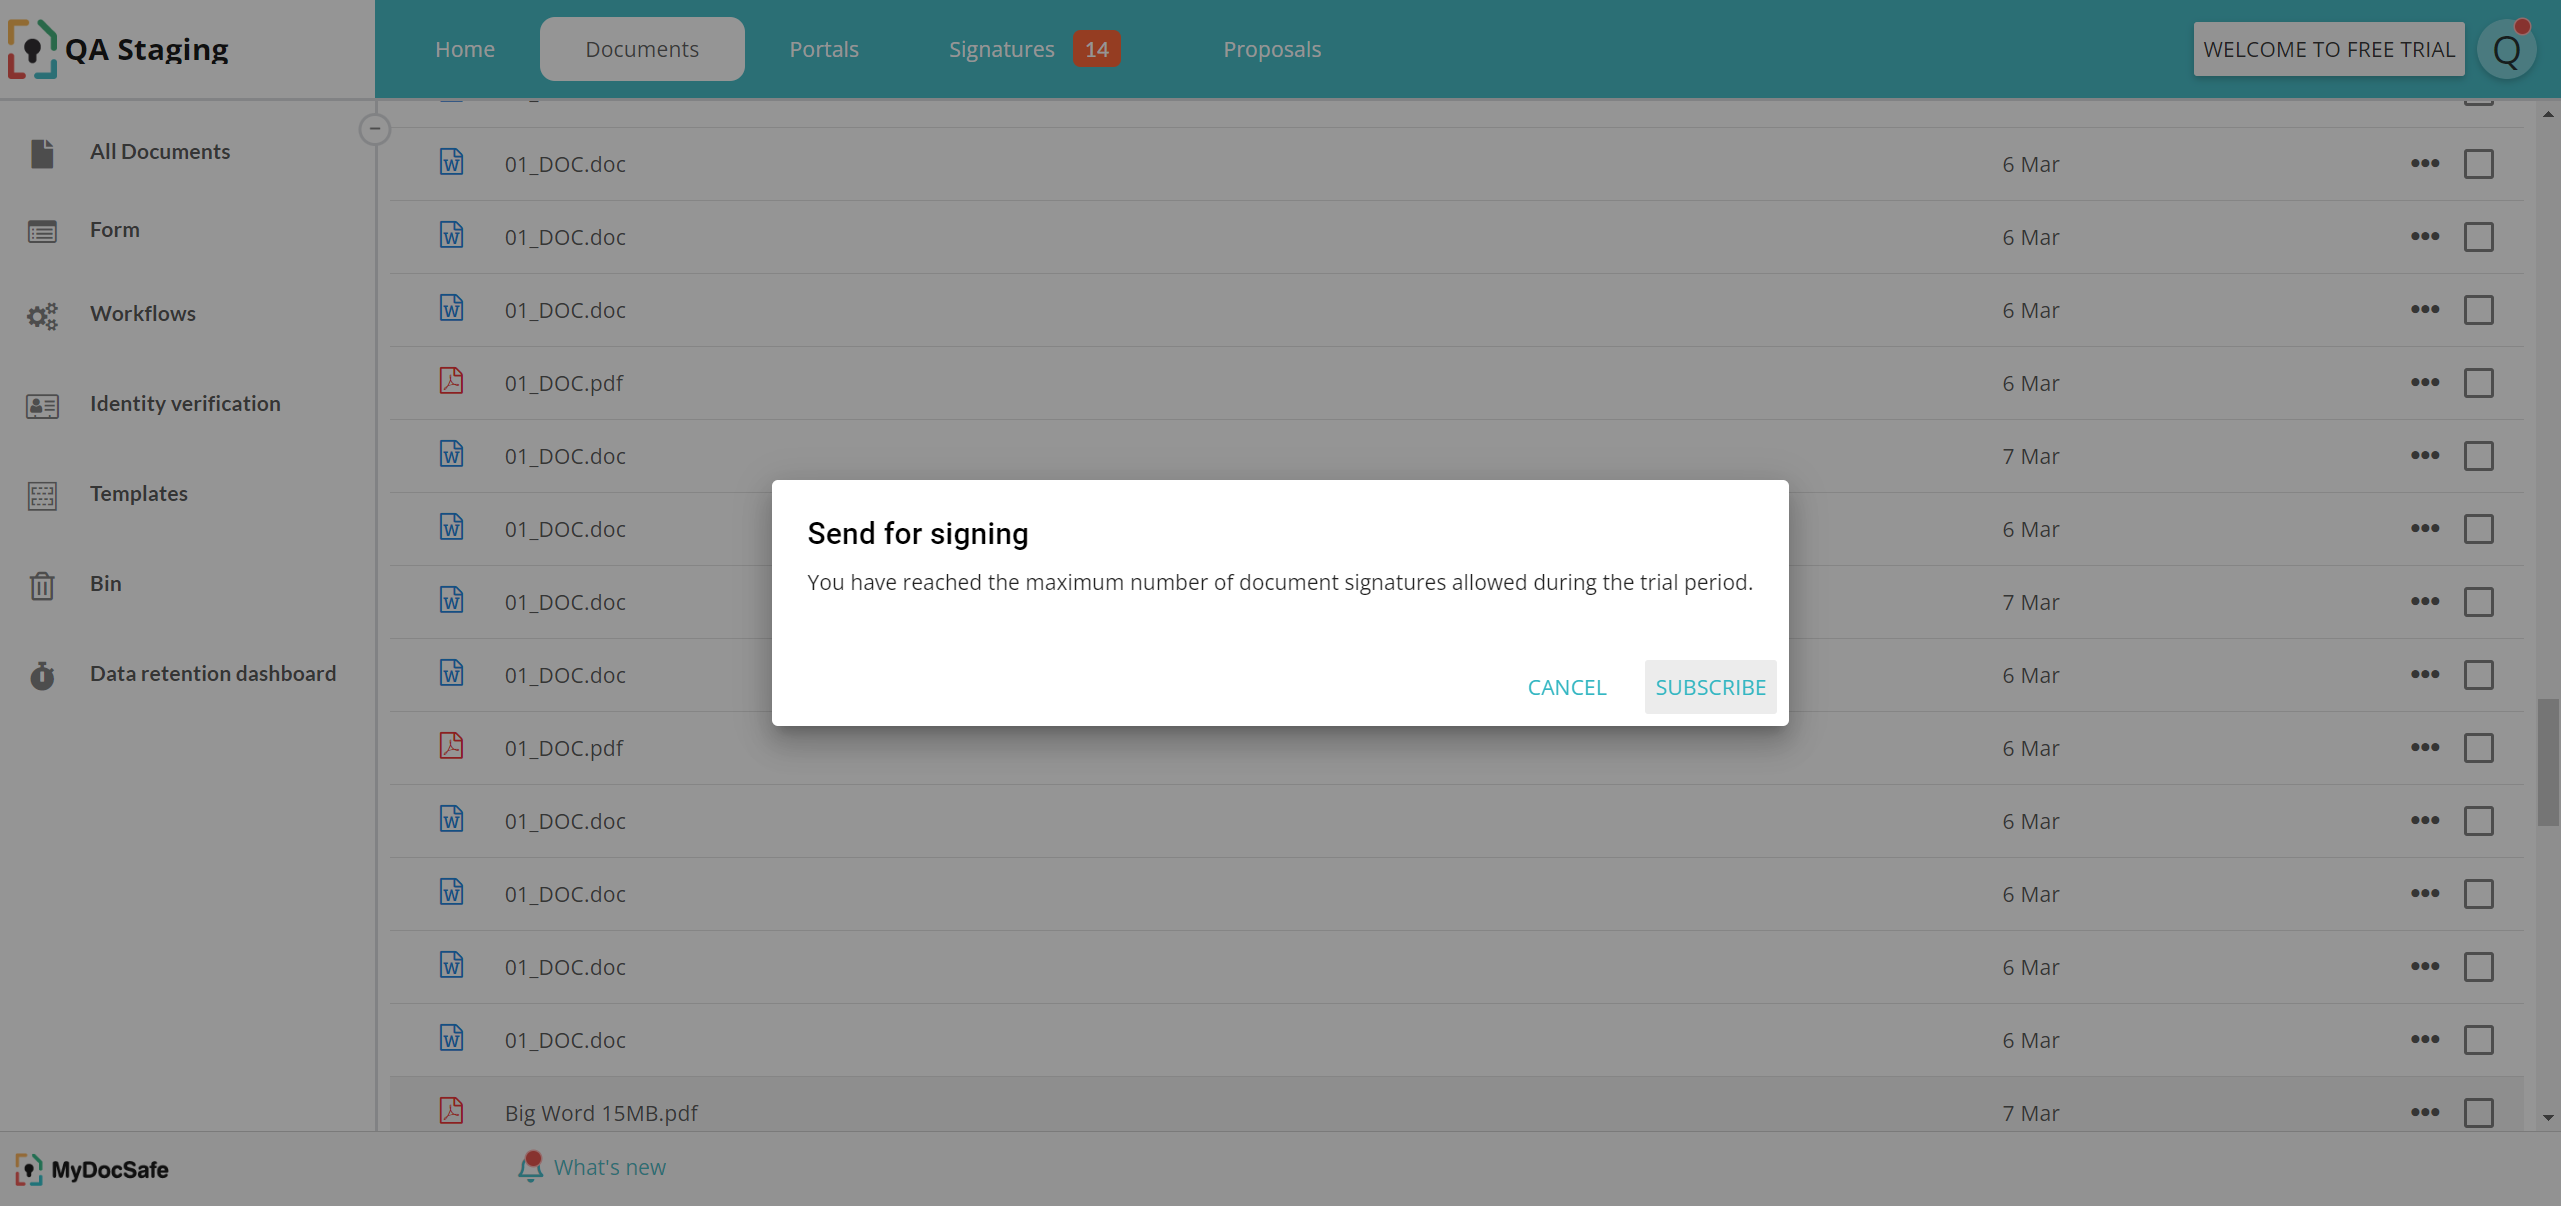 QA Staging
Home
Documents
Portals
Signatures 14
Proposals
WELCOME TO FREE TRIAL
Q
All Documents
Form
Workflows
Identity verification
Templates
Bin
Data retention dashboard
01_DOC.doc 6 Mar
01_DOC.doc 6 Mar
01_DOC.doc 6 Mar
01_DOC.pdf 6 Mar
01_DOC.doc 7 Mar
01_DOC.doc 6 Mar
01_DOC.doc 7 Mar
01_DOC.doc 6 Mar
01_DOC.pdf 6 Mar
01_DOC.doc 6 Mar
01_DOC.doc 6 Mar
01_DOC.doc 6 Mar
01_DOC.doc 6 Mar
Big Word 15MB.pdf 7 Mar
Send for signing
You have reached the maximum number of document signatures allowed during the trial period.
CANCEL
SUBSCRIBE
MyDocSafe
What's new